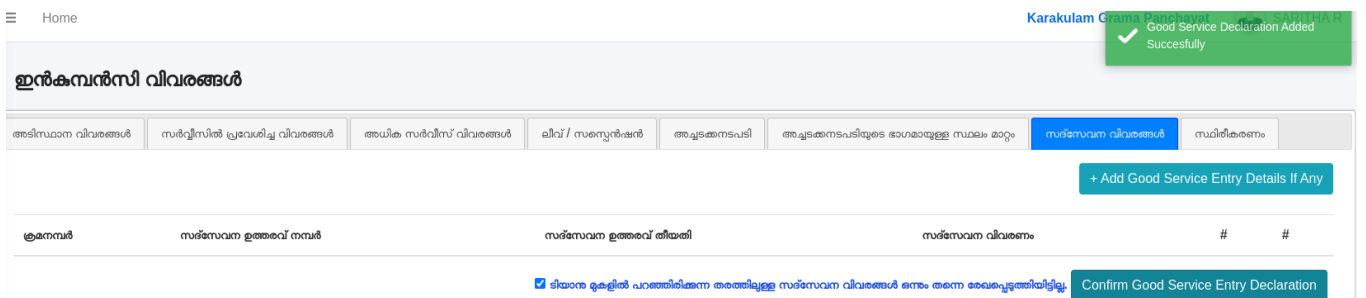 Home Karakulam Grama Panchayat SARITHA R
Good Service Declaration Added
Succesfully
ഇൻകുമ്പൻസി വിവരങ്ങൾ
അടിസ്ഥാന വിവരങ്ങൾ സർവ്വീസിൽ പ്രവേശിച്ച വിവരങ്ങൾ അധിക സർവീസ് വിവരങ്ങൾ ലീവ് / സസ്പെൻഷൻ അച്ചടക്കനടപടി അച്ചടക്കനടപടിയുടെ ഭാഗമായുള്ള സ്ഥലം മാറ്റം സദ്സേവന വിവരങ്ങൾ സ്ഥിരീകരണം
+ Add Good Service Entry Details If Any
ക്രമനമ്പർ സദ്സേവന ഉത്തരവ് നമ്പർ സദ്സേവന ഉത്തരവ് തീയതി സദ്സേവന വിവരണം # #
ടിയാനു മുകളിൽ പറഞ്ഞിരിക്കുന്ന തരത്തിലുള്ള സദ്സേവന വിവരങ്ങൾ ഒന്നും തന്നെ രേഖപ്പെടുത്തിയിട്ടില്ല. Confirm Good Service Entry Declaration